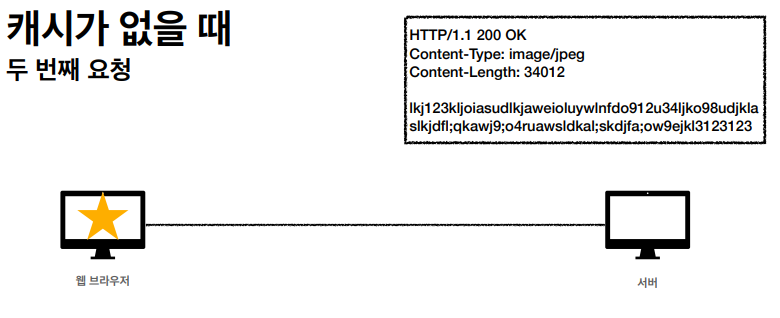 캐시가 없을 때
두 번째 요청
HTTP/1.1 200 OK
Content-Type: image/jpeg
Content-Length: 34012
lkj123kljoiasudlkjaweioluywlnfdo912u34ljko98udjkla
slkjdfl;qkawj9;o4ruawsldkal;skdjfa;ow9ejkl3123123
웹 브라우저
서버